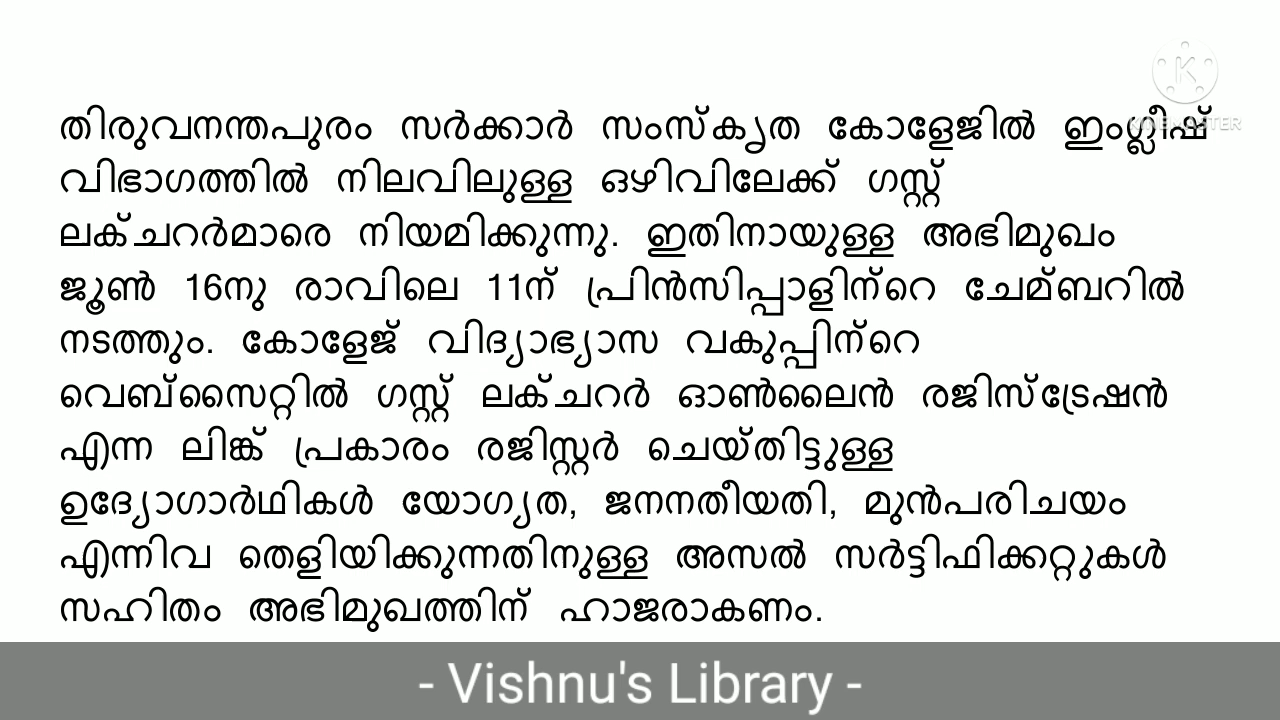 തിരുവനന്തപുരം സർക്കാർ സംസ്കൃത കോളേജിൽ ഇംഗ്ലീഷ്
വിഭാഗത്തിൽ നിലവിലുള്ള ഒഴിവിലേക്ക് ഗസ്റ്റ്
ലക്ചറർമാരെ നിയമിക്കുന്നു. ഇതിനായുള്ള അഭിമുഖം
ജൂൺ 16നു രാവിലെ 11ന് പ്രിൻസിപ്പാളിന്റെ ചേമ്ബറിൽ
നടത്തും. കോളേജ് വിദ്യാഭ്യാസ വകുപ്പിന്റെ
വെബ്സൈറ്റിൽ ഗസ്റ്റ് ലക്ചറർ ഓൺലൈൻ രജിസ്ട്രേഷൻ
എന്ന ലിങ്ക് പ്രകാരം രജിസ്റ്റർ ചെയ്തിട്ടുള്ള
ഉദ്യോഗാർഥികൾ യോഗ്യത, ജനനതീയതി, മുൻപരിചയം
എന്നിവ തെളിയിക്കുന്നതിനുള്ള അസൽ സർട്ടിഫിക്കറ്റുകൾ
സഹിതം അഭിമുഖത്തിന് ഹാജരാകണം.
- Vishnu's Library -
K
KINEMASTER